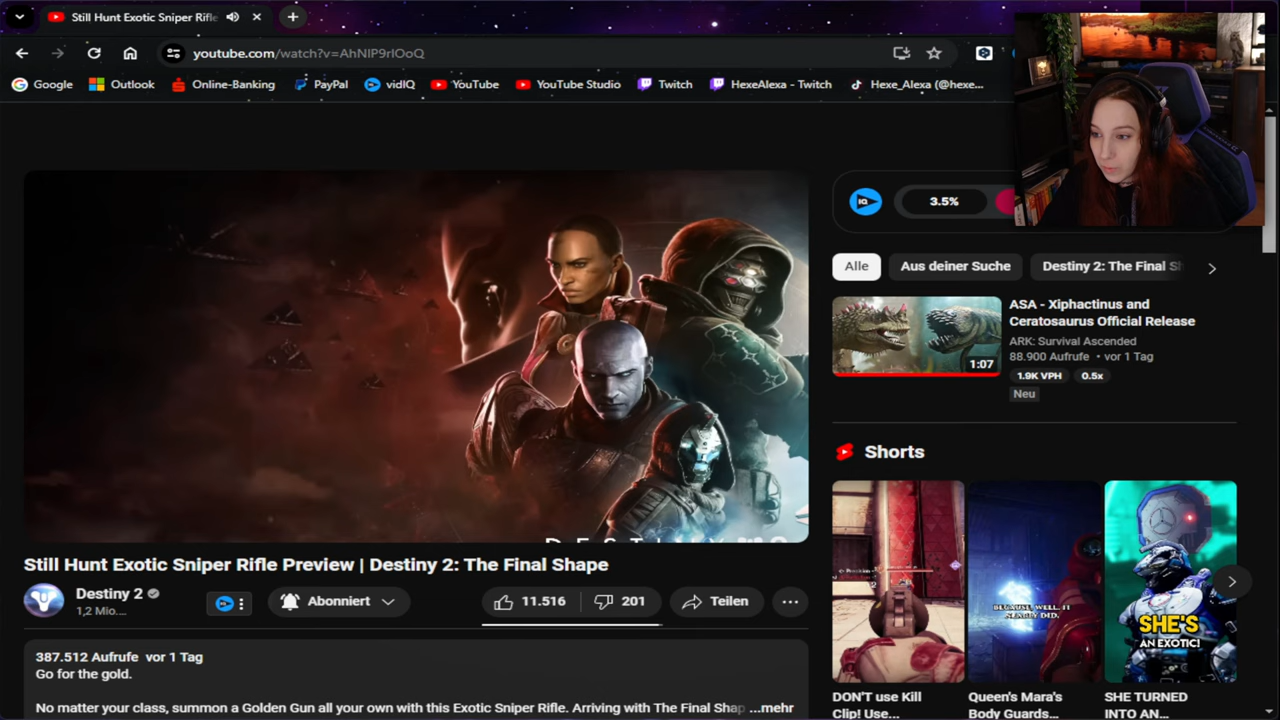 Still Hunt Exotic Sniper Rifle
youtube.com/watch?v=AhNlP9rIOoQ
Google
Outlook
Online-Banking
PayPal
vidIQ
YouTube
YouTube Studio
Twitch
HexeAlexa - Twitch
Hexe_Alexa (@hexe...
IQ
3.5%
Alle
Aus deiner Suche
Destiny 2: The Final Sh
1:07
ASA - Xiphactinus and
Ceratosaurus Official Release
ARK: Survival Ascended
88.900 Aufrufe • vor 1 Tag
1.9K VPH
0.5x
Neu
Shorts
BECAUSE, WELL, IT
SHE'S
AN EXOTIC!
DON'T use Kill
Clip! Use...
Queen's Mara's
Body Guards...
SHE TURNED
INTO AN...
Still Hunt Exotic Sniper Rifle Preview | Destiny 2: The Final Shape
Destiny 2
1,2 Mio....
Abonniert
11.516
201
Teilen
387.512 Aufrufe vor 1 Tag
Go for the gold.
No matter your class, summon a Golden Gun all your own with this Exotic Sniper Rifle. Arriving with The Final Shap ...mehr